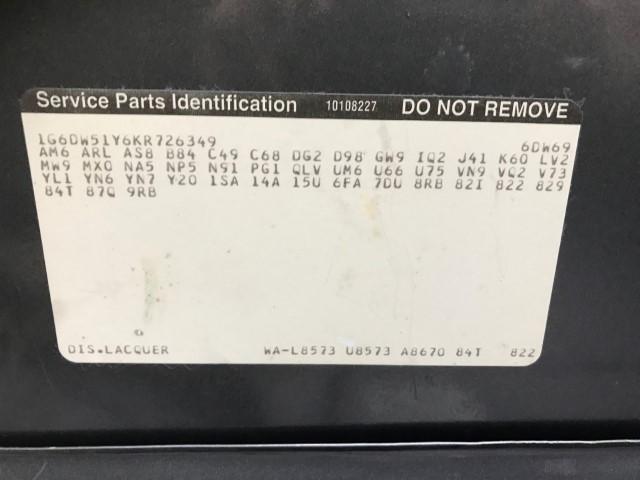 Service Parts Identification 10108227 DO NOT REMOVE
1G6DW51Y6KR726349 6DW69
AM6 ARL AS8 B84 C49 C68 DG2 D98 GW9 IQ2 J41 K60 LV2
MW9 MX0 NA5 NP5 N91 PG1 QLV UM6 U66 U75 VN9 VQ2 V73
YL1 YN6 YN7 Y20 1SA 14A 15U 6FA 7DU 8RB 82I 822 829
84T 87Q 9RB
DIS.LACQUER WA-L8573 U8573 A8670 84T 822